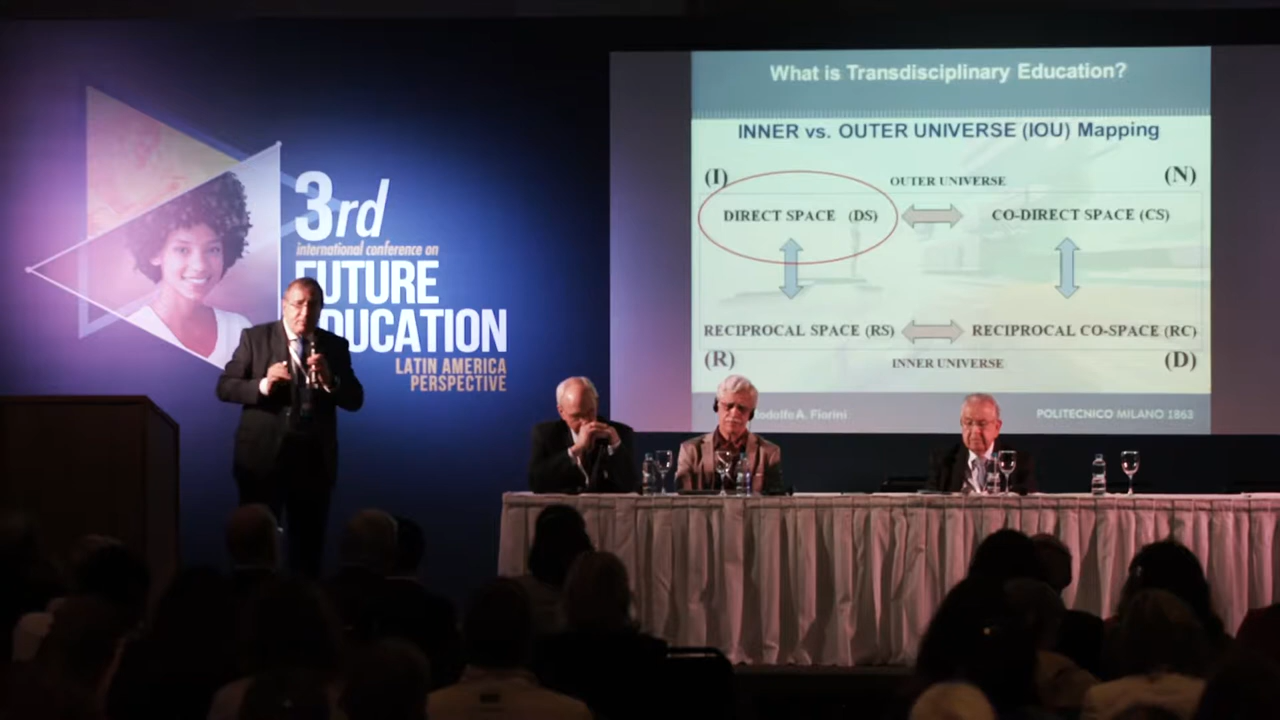 3rd
international conference on
FUTURE
EDUCATION
LATIN AMERICA
PERSPECTIVE
What is Transdisciplinary Education?
INNER vs. OUTER UNIVERSE (IOU) Mapping
(I) OUTER UNIVERSE (N)
DIRECT SPACE (DS) CO-DIRECT SPACE (CS)
RECIPROCAL SPACE (RS) RECIPROCAL CO-SPACE (RC)
(R) INNER UNIVERSE (D)
Rodolfo A. Fiorini POLITECNICO MILANO 1863